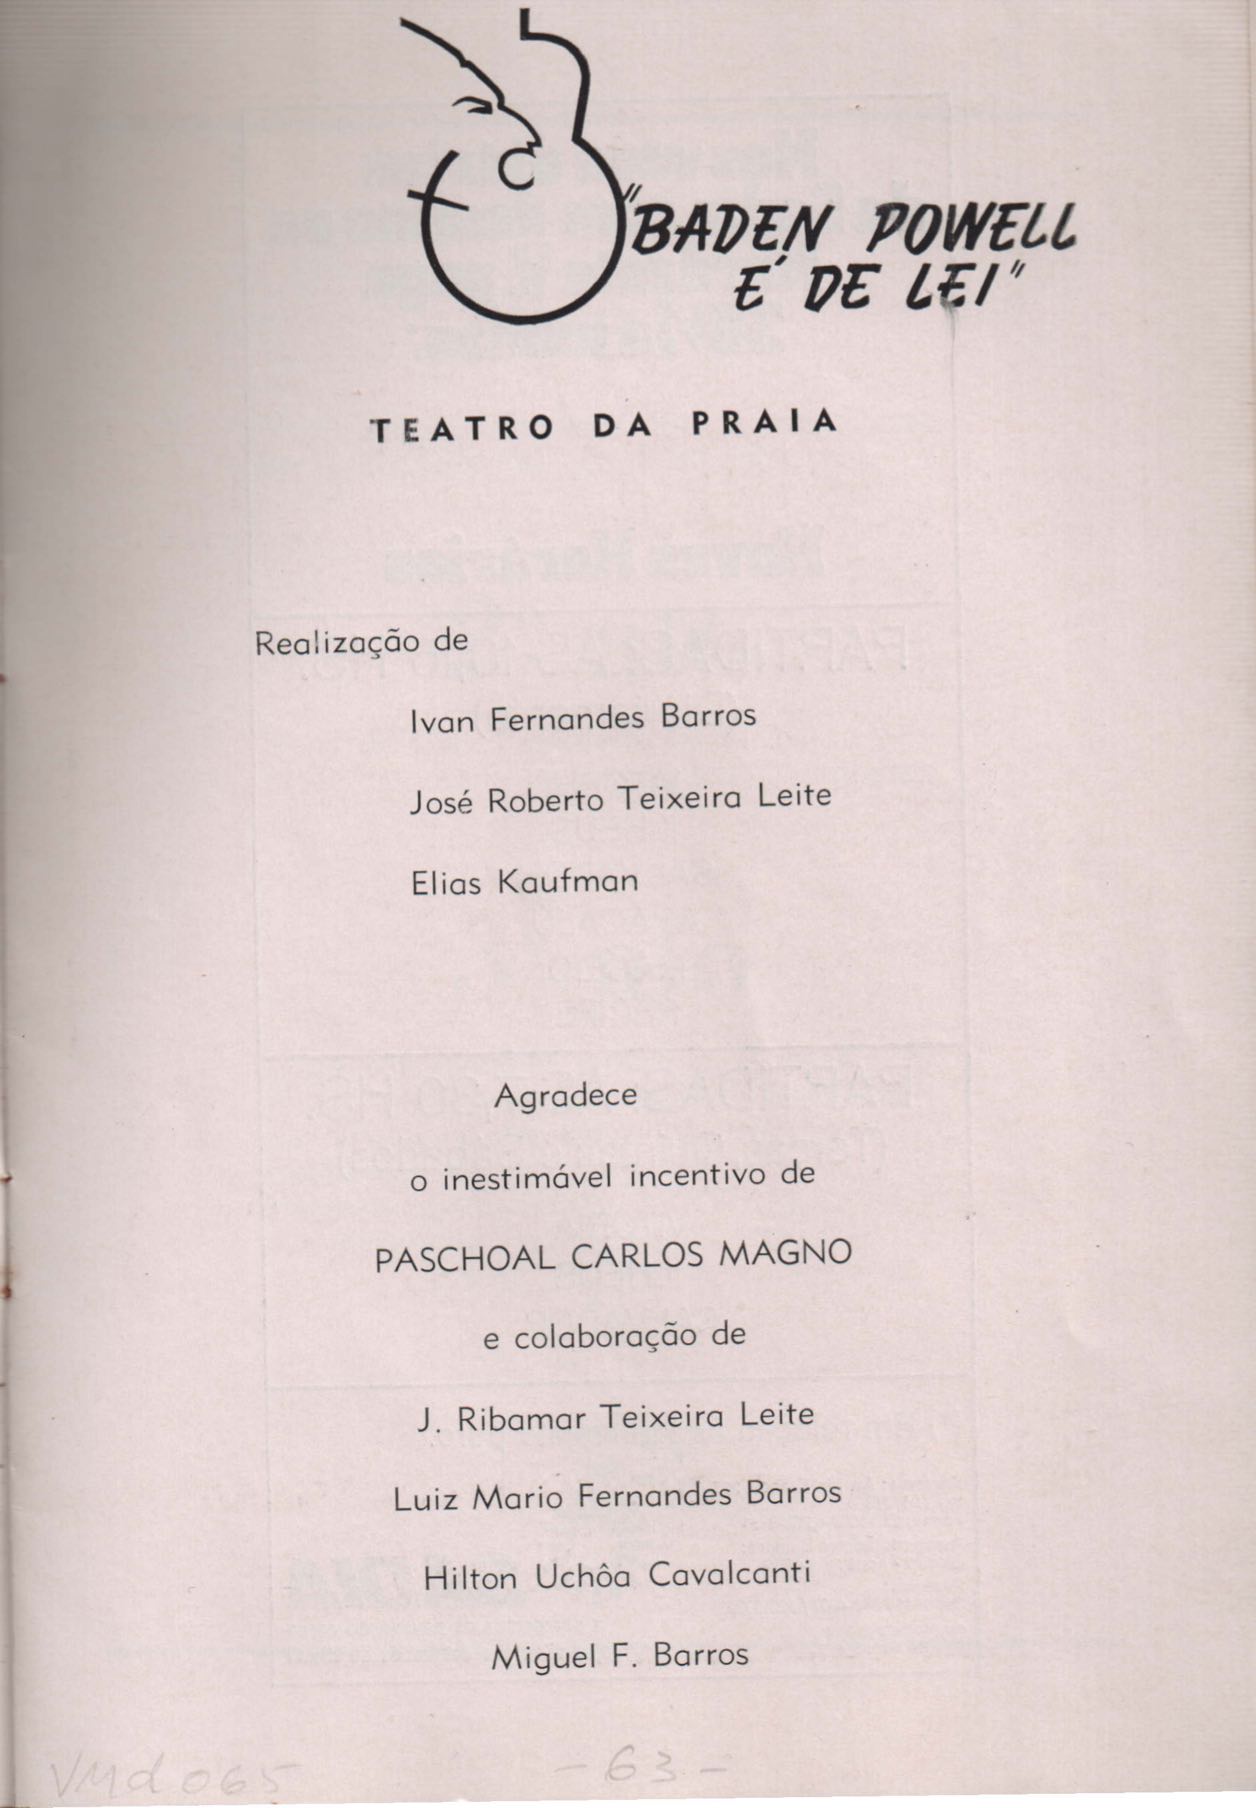 "BADEN POWELL
É DE LEI"
TEATRO DA PRAIA
Realização de
Ivan Fernandes Barros
José Roberto Teixeira Leite
Elias Kaufman
Agradece
o inestimável incentivo de
PASCHOAL CARLOS MAGNO
e colaboração de
J. Ribamar Teixeira Leite
Luiz Mario Fernandes Barros
Hilton Uchôa Cavalcanti
Miguel F. Barros
VMd065 -63-